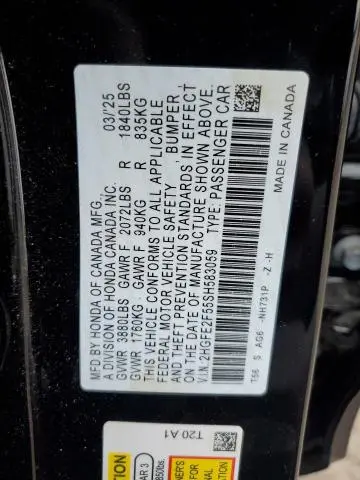 MFD BY HONDA OF CANADA MFG. 03/25
A DIVISION OF HONDA CANADA INC.
GVWR 3880LBS GAWR F 2072LBS R 1840LBS
GVWR 1760KG GAWR F 940KG R 835KG
THIS VEHICLE CONFORMS TO ALL APPLICABLE
FEDERAL MOTOR VEHICLE SAFETY, BUMPER,
AND THEFT PREVENTION STANDARDS IN EFFECT
ON THE DATE OF MANUFACTURE SHOWN ABOVE.
V.I.N. 2HGFE2F55SH583059 TYPE: PASSENGER CAR
T56 S AG6 -NH731P -Z -H
MADE IN CANADA
T20 A1